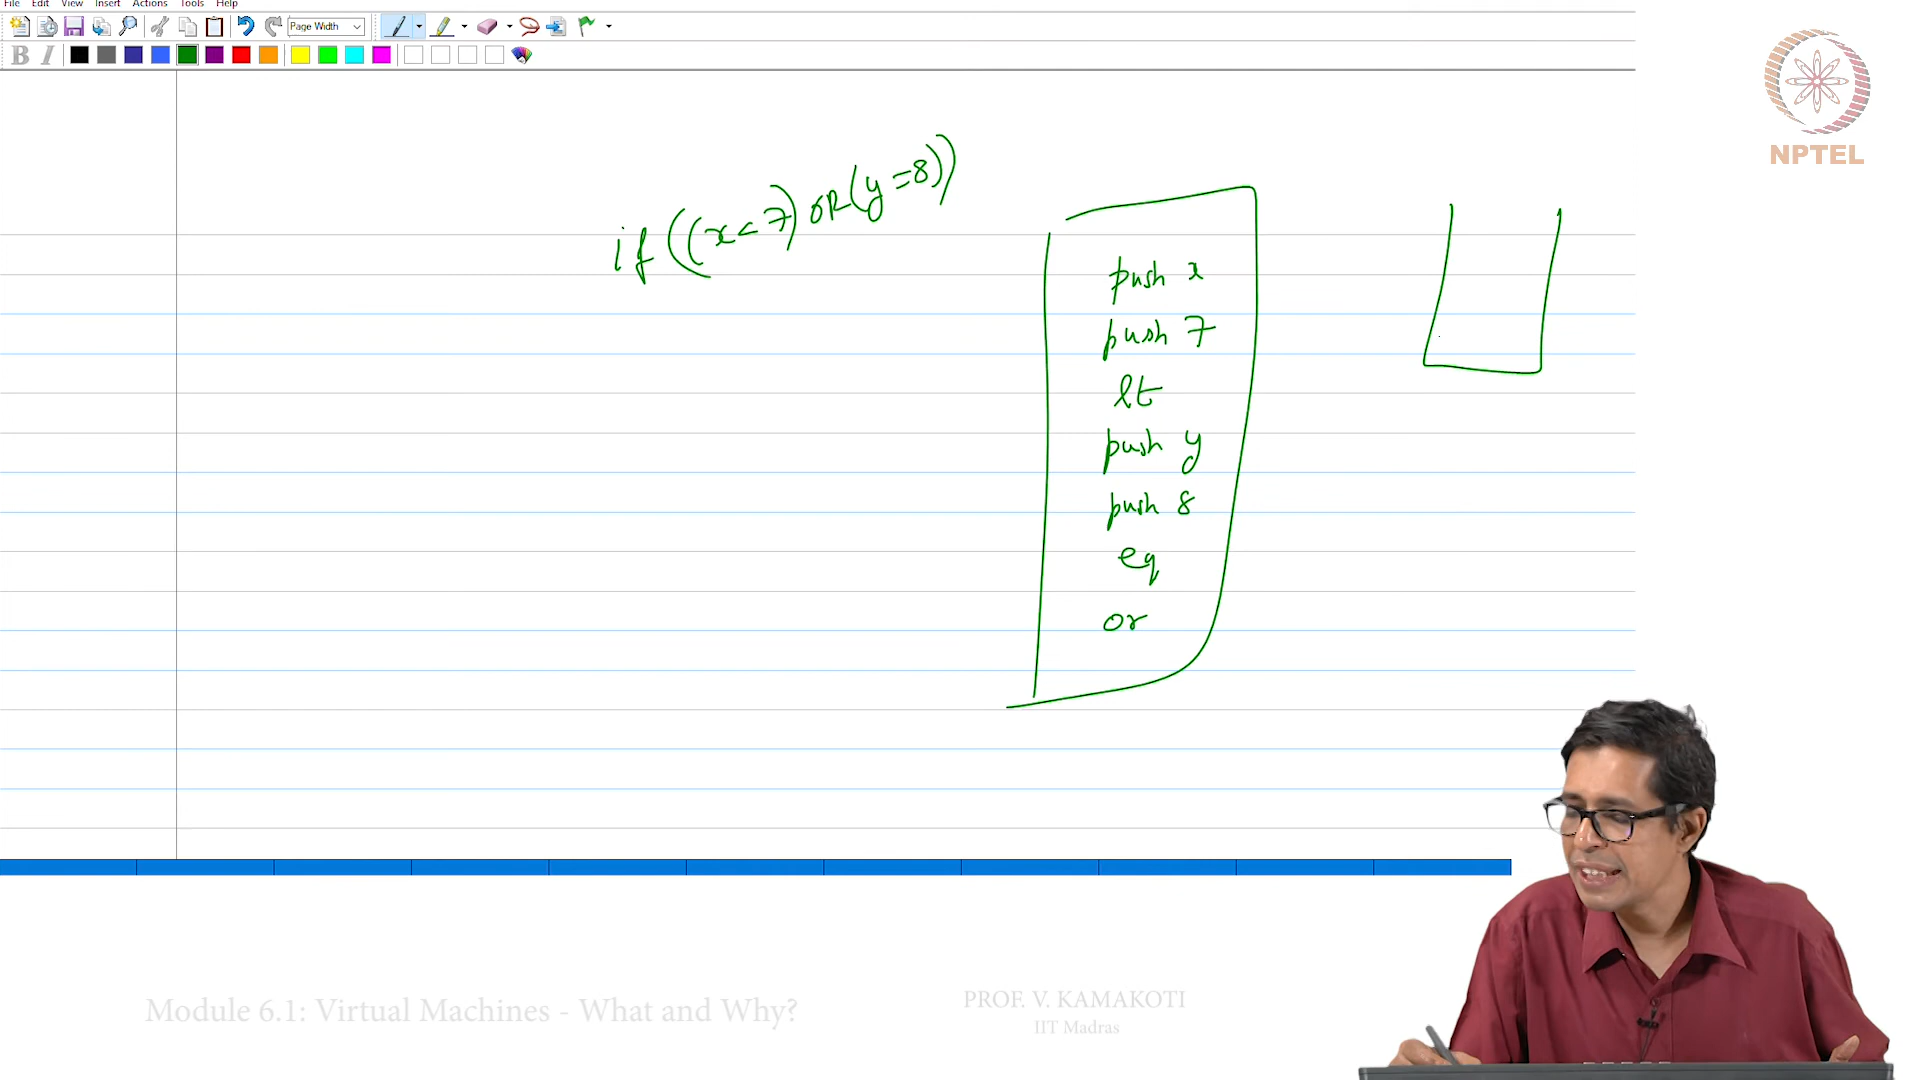 File Edit View Insert Actions Tools Help
Page Width
B I
NPTEL
if ((x<7) OR (y=8))
push x
push 7
lt
push y
push 8
eq
or
Module 6.1: Virtual Machines - What and Why?
PROF. V. KAMAKOTI
IIT Madras